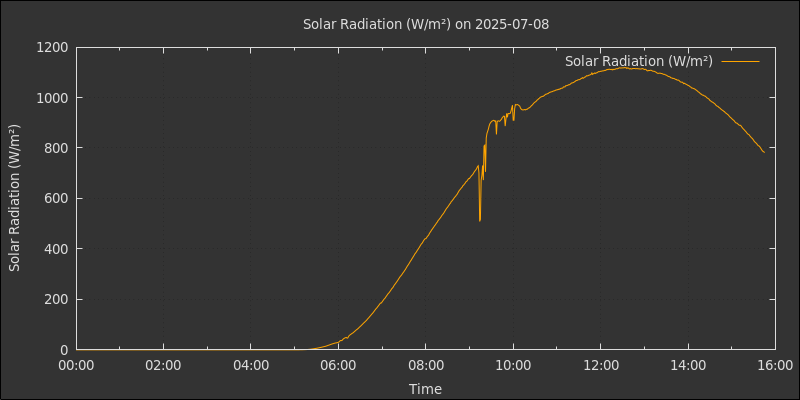 Solar Radiation (W/m²) on 2025-07-08
Solar Radiation (W/m²)
Solar Radiation (W/m²)
1200
1000
800
600
400
200
0
00:00 02:00 04:00 06:00 08:00 10:00 12:00 14:00 16:00
Time